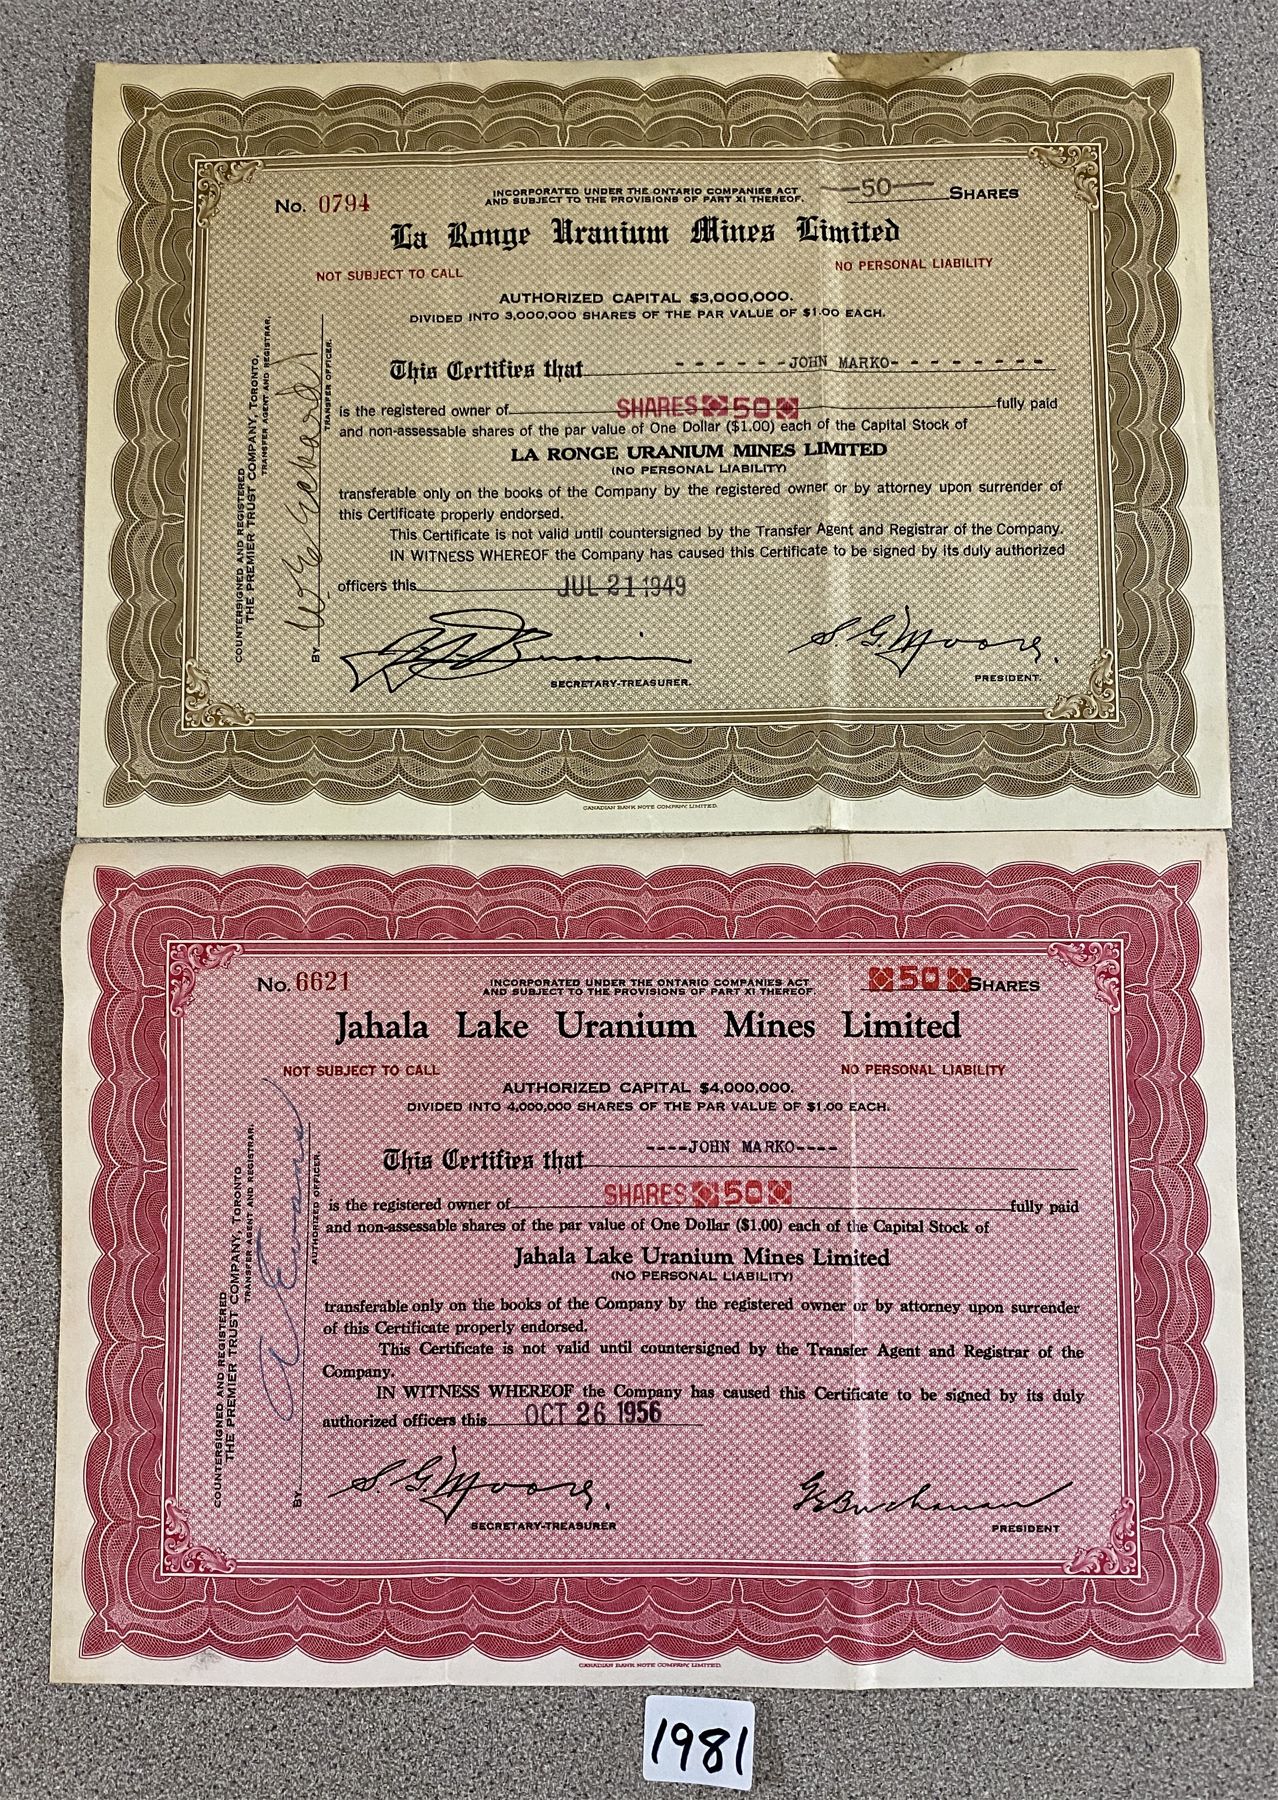 No. 0794
INCORPORATED UNDER THE ONTARIO COMPANIES ACT
AND SUBJECT TO THE PROVISIONS OF PART XI THEREOF.
—50— SHARES
La Ronge Uranium Mines Limited
NOT SUBJECT TO CALL
NO PERSONAL LIABILITY
AUTHORIZED CAPITAL $3,000,000.
DIVIDED INTO 3,000,000 SHARES OF THE PAR VALUE OF $1.00 EACH.
This Certifies that - - - - - - JOHN MARKO- - - - - - - - -
is the registered owner of SHARES 50 fully paid
and non-assessable shares of the par value of One Dollar ($1.00) each of the Capital Stock of
LA RONGE URANIUM MINES LIMITED
(NO PERSONAL LIABILITY)
transferable only on the books of the Company by the registered owner or by attorney upon surrender of
this Certificate properly endorsed.
This Certificate is not valid until countersigned by the Transfer Agent and Registrar of the Company.
IN WITNESS WHEREOF the Company has caused this Certificate to be signed by its duly authorized
officers this JUL 21 1949
S. G. Moore.
SECRETARY-TREASURER.
PRESIDENT.
COUNTERSIGNED AND REGISTERED
THE PREMIER TRUST COMPANY, TORONTO,
TRANSFER AGENT AND REGISTRAR.
BY W. E. Eckardt
TRANSFER OFFICER.
CANADIAN BANK NOTE COMPANY, LIMITED.
No. 6621
INCORPORATED UNDER THE ONTARIO COMPANIES ACT
AND SUBJECT TO THE PROVISIONS OF PART XI THEREOF.
50 SHARES
Jahala Lake Uranium Mines Limited
NOT SUBJECT TO CALL
NO PERSONAL LIABILITY
AUTHORIZED CAPITAL $4,000,000.
DIVIDED INTO 4,000,000 SHARES OF THE PAR VALUE OF $1.00 EACH.
This Certifies that ----JOHN MARKO----
is the registered owner of SHARES 50 fully paid
and non-assessable shares of the par value of One Dollar ($1.00) each of the Capital Stock of
Jahala Lake Uranium Mines Limited
(NO PERSONAL LIABILITY)
transferable only on the books of the Company by the registered owner or by attorney upon surrender
of this Certificate properly endorsed.
This Certificate is not valid until countersigned by the Transfer Agent and Registrar of the
Company.
IN WITNESS WHEREOF the Company has caused this Certificate to be signed by its duly
authorized officers this OCT 26 1956
S. G. Moore.
G E Buchanan
SECRETARY-TREASURER
PRESIDENT
COUNTERSIGNED AND REGISTERED
THE PREMIER TRUST COMPANY, TORONTO
TRANSFER AGENT AND REGISTRAR.
BY Evans
AUTHORIZED OFFICER.
CANADIAN BANK NOTE COMPANY, LIMITED
1981